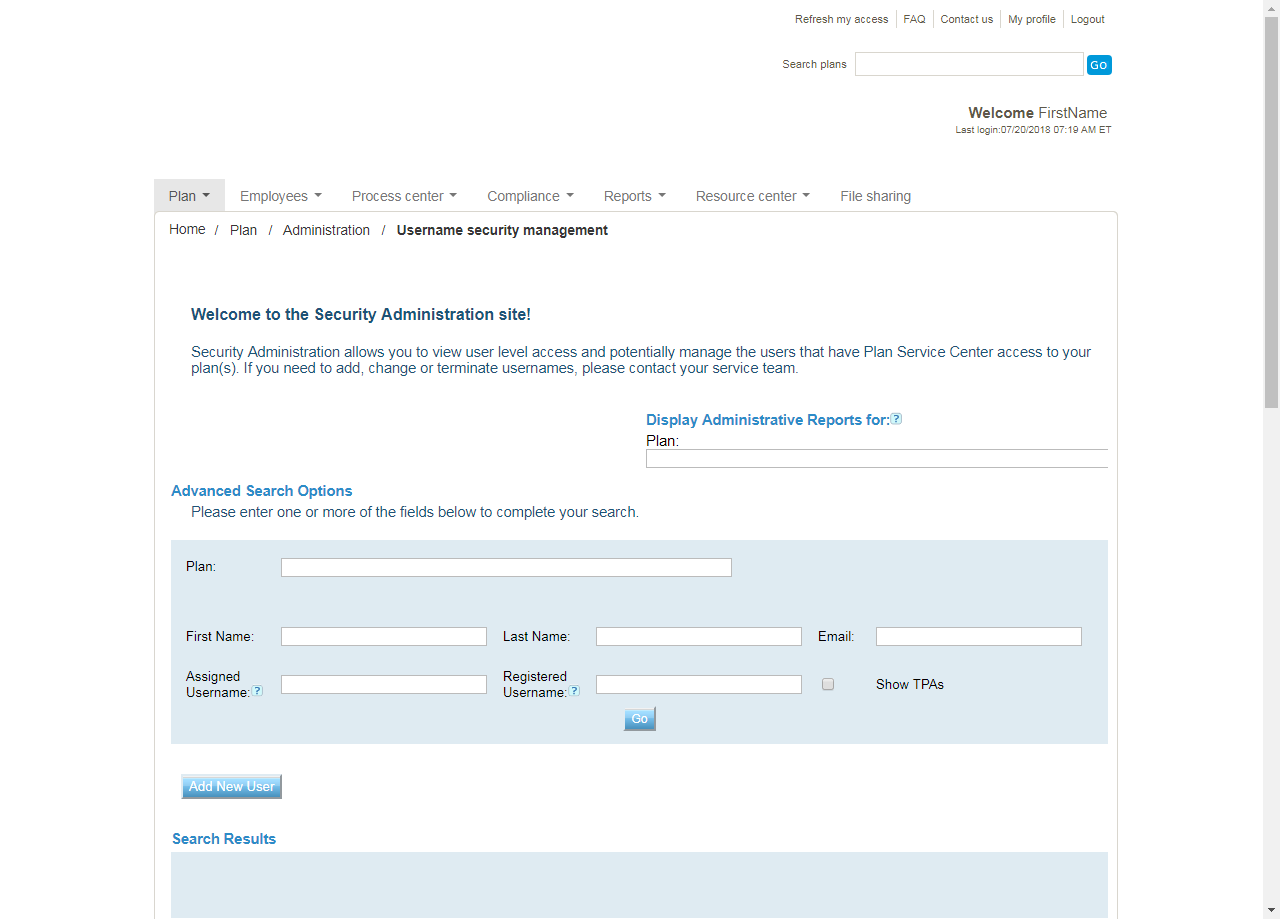 Refresh my access FAQ Contact us My profile Logout
Search plans Go
Welcome FirstName
Last login:07/20/2018 07:19 AM ET
Plan Employees Process center Compliance Reports Resource center File sharing
Home / Plan / Administration / Username security management
Welcome to the Security Administration site!
Security Administration allows you to view user level access and potentially manage the users that have Plan Service Center access to your
plan(s). If you need to add, change or terminate usernames, please contact your service team.
Display Administrative Reports for:?
Plan:
Advanced Search Options
Please enter one or more of the fields below to complete your search.
Plan:
First Name: Last Name: Email:
Assigned
Username:?
Registered
Username:?
Show TPAs
Go
Add New User
Search Results